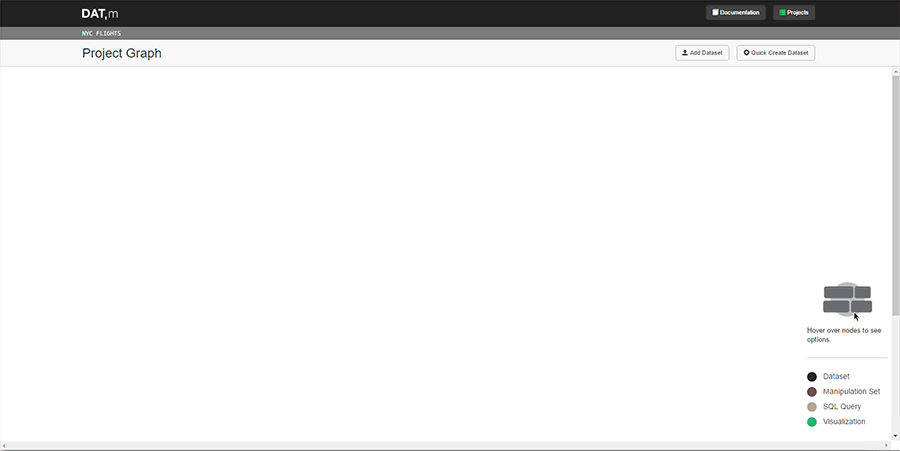 DAT,m
Documentation
Projects
NYC FLIGHTS
Project Graph
Add Dataset
Quick Create Dataset
Hover over nodes to see
options.
Dataset
Manipulation Set
SQL Query
Visualization